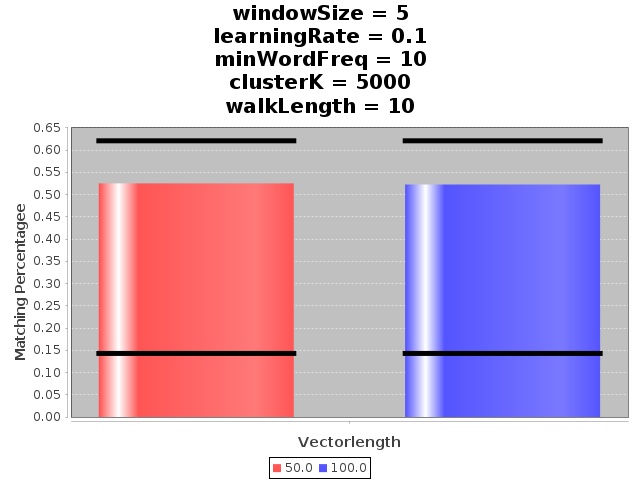 windowSize = 5
learningRate = 0.1
minWordFreq = 10
clusterK = 5000
walkLength = 10
0.65
0.60
0.55
0.50
0.45
0.40
0.35
0.30
0.25
0.20
0.15
0.10
0.05
0.00
Matching Percentagee
Vectorlength
50.0 100.0